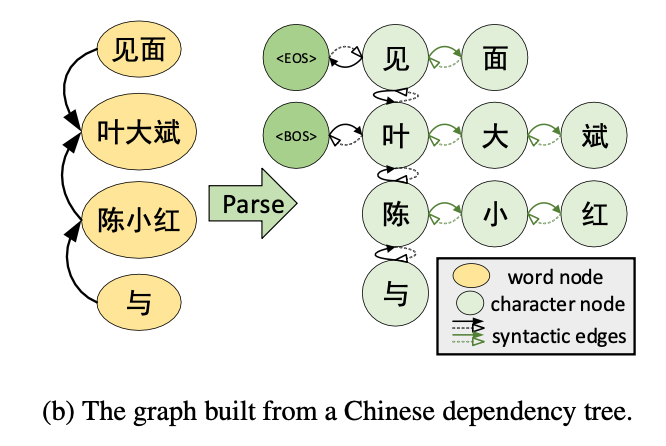 见面
叶大斌
陈小红
与
Parse
<EOS>
见
面
<BOS>
叶
大
斌
陈
小
红
与
word node
character node
syntactic edges
(b) The graph built from a Chinese dependency tree.